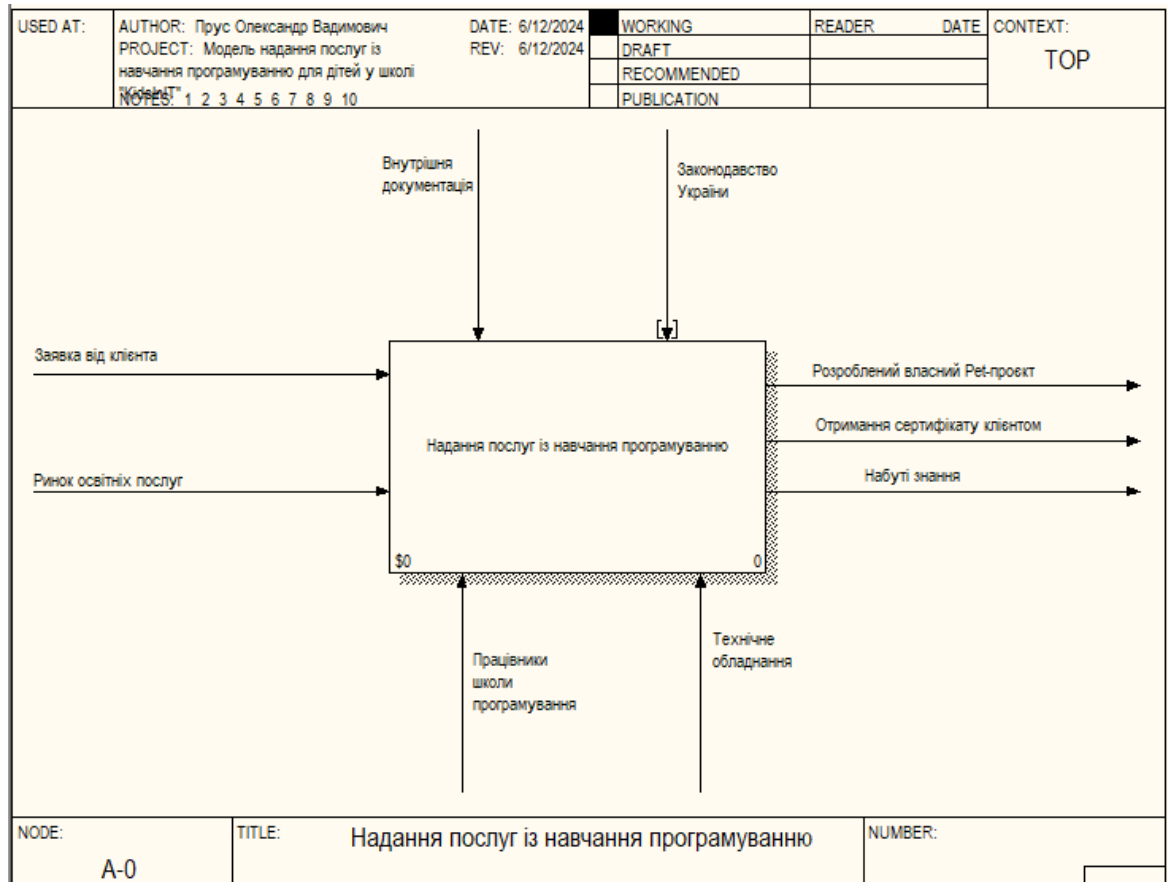 USED AT:
AUTHOR: Прус Олександр Вадимович
DATE: 6/12/2024
PROJECT: Модель надання послуг із
REV: 6/12/2024
навчання програмуванню для дітей у школі
"KidsInIT"
NOTES: 1 2 3 4 5 6 7 8 9 10
WORKING
DRAFT
RECOMMENDED
PUBLICATION
READER DATE
CONTEXT:
TOP
Внутрішня
документація
Законодавство
України
Заявка від клієнта
Ринок освітніх послуг
Надання послуг із навчання програмуванню
$0
0
Розроблений власний Pet-проєкт
Отримання сертифікату клієнтом
Набуті знання
Працівники
школи
програмування
Технічне
обладнання
NODE:
A-0
TITLE:
Надання послуг із навчання програмуванню
NUMBER: